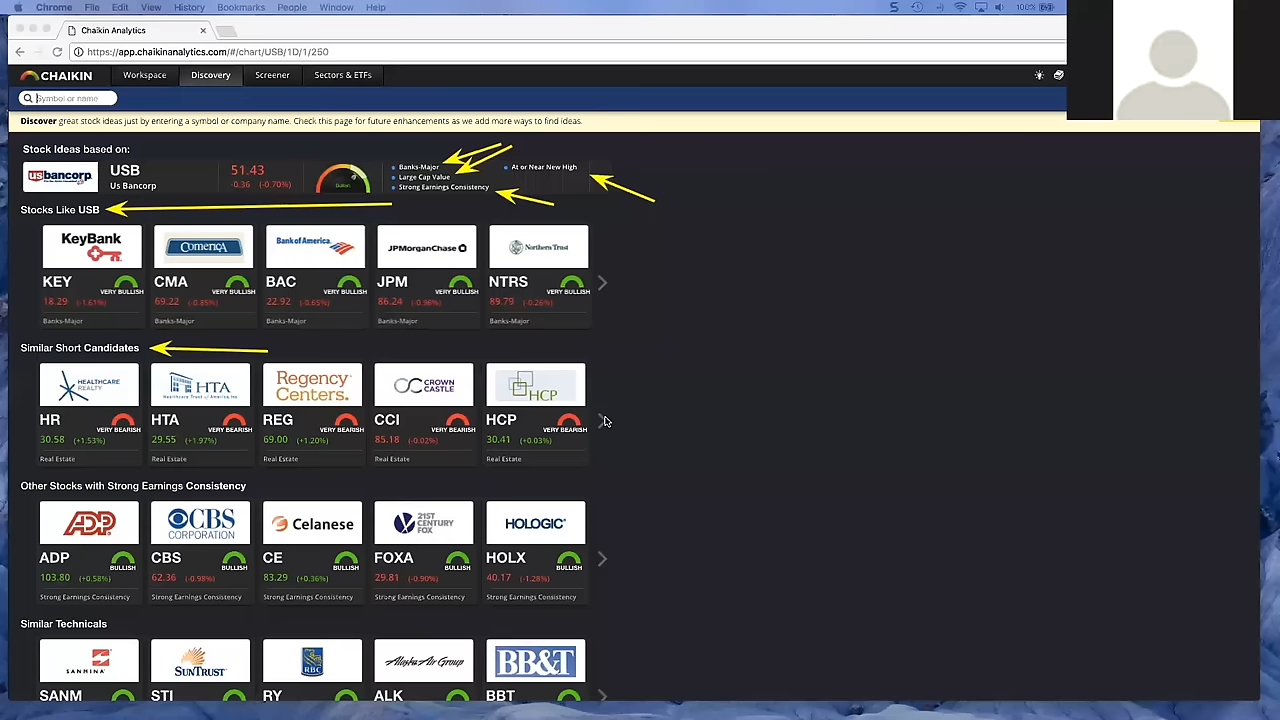 Chrome File Edit View History Bookmarks People Window Help
100%
Chaikin Analytics
https://app.chaikinanalytics.com/#/chart/USB/1D/1/250
CHAIKIN Workspace Discovery Screener Sectors & ETFs
Symbol or name
Discover great stock ideas just by entering a symbol or company name. Check this page for future enhancements as we add more ways to find ideas.
Stock Ideas based on:
usbancorp
USB 51.43
Us Bancorp -0.36 (-0.70%)
Bullish
Banks-Major At or Near New High
Large Cap Value
Strong Earnings Consistency
Stocks Like USB
KeyBank Comerica Bank of America JPMorganChase Northern Trust
KEY CMA BAC JPM NTRS
VERY BULLISH VERY BULLISH VERY BULLISH VERY BULLISH VERY BULLISH
18.29 (-1.61%) 69.22 (-0.85%) 22.92 (-0.65%) 86.24 (-0.96%) 89.79 (-0.26%)
Banks-Major Banks-Major Banks-Major Banks-Major Banks-Major
Similar Short Candidates
HEALTHCARE REALTY HTA Healthcare Trust of America, Inc. Regency Centers. CROWN CASTLE HCP
HR HTA REG CCI HCP
VERY BEARISH VERY BEARISH VERY BEARISH VERY BEARISH VERY BEARISH
30.58 (+1.53%) 29.55 (+1.97%) 69.00 (+1.20%) 85.18 (-0.02%) 30.41 (+0.03%)
Real Estate Real Estate Real Estate Real Estate Real Estate
Other Stocks with Strong Earnings Consistency
ADP CBS CORPORATION Celanese 21ST CENTURY FOX HOLOGIC
ADP CBS CE FOXA HOLX
BULLISH BULLISH BULLISH BULLISH BULLISH
103.80 (+0.58%) 62.36 (-0.98%) 83.29 (+0.36%) 29.81 (-0.90%) 40.17 (-1.28%)
Strong Earnings Consistency Strong Earnings Consistency Strong Earnings Consistency Strong Earnings Consistency Strong Earnings Consistency
Similar Technicals
SANMINA SUNTRUST RBC Alaska Air Group BB&T
SANM STI RY ALK BBT